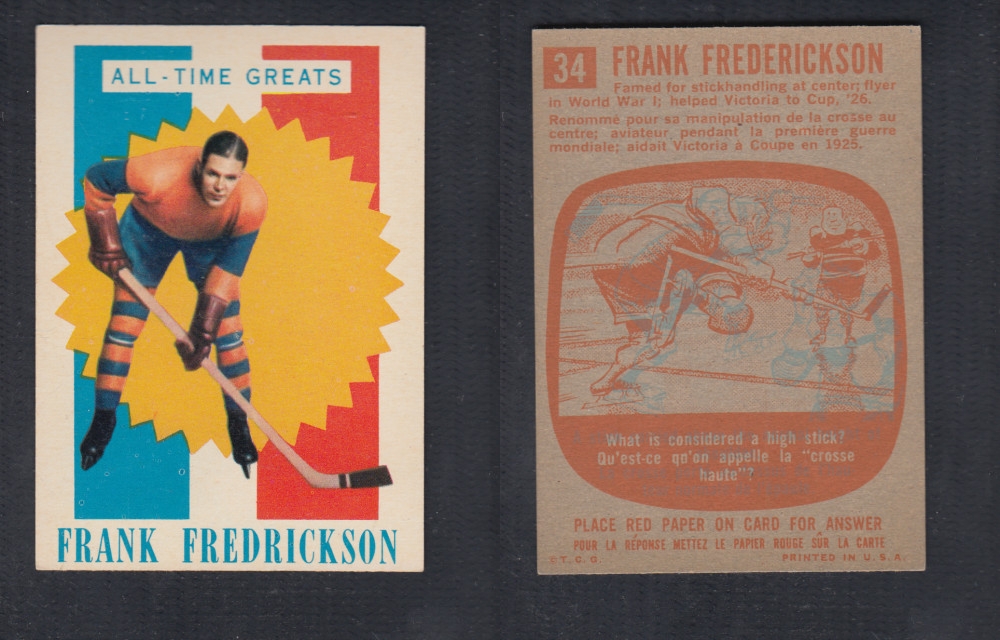 ALL-TIME GREATS
FRANK FREDRICKSON
34 FRANK FREDERICKSON
Famed for stickhandling at center; flyer
in World War I; helped Victoria to Cup, '26.
Renommé pour sa manipulation de la crosse au
centre; aviateur pendant la première guerre
mondiale; aidait Victoria à Coupe en 1925.
What is considered a high stick?
Qu'est-ce qu'on appelle la "crosse
haute"?
PLACE RED PAPER ON CARD FOR ANSWER
POUR LA RÉPONSE METTEZ LE PAPIER ROUGE SÛR LA CARTE
©T.C.G. PRINTED IN U.S.A.